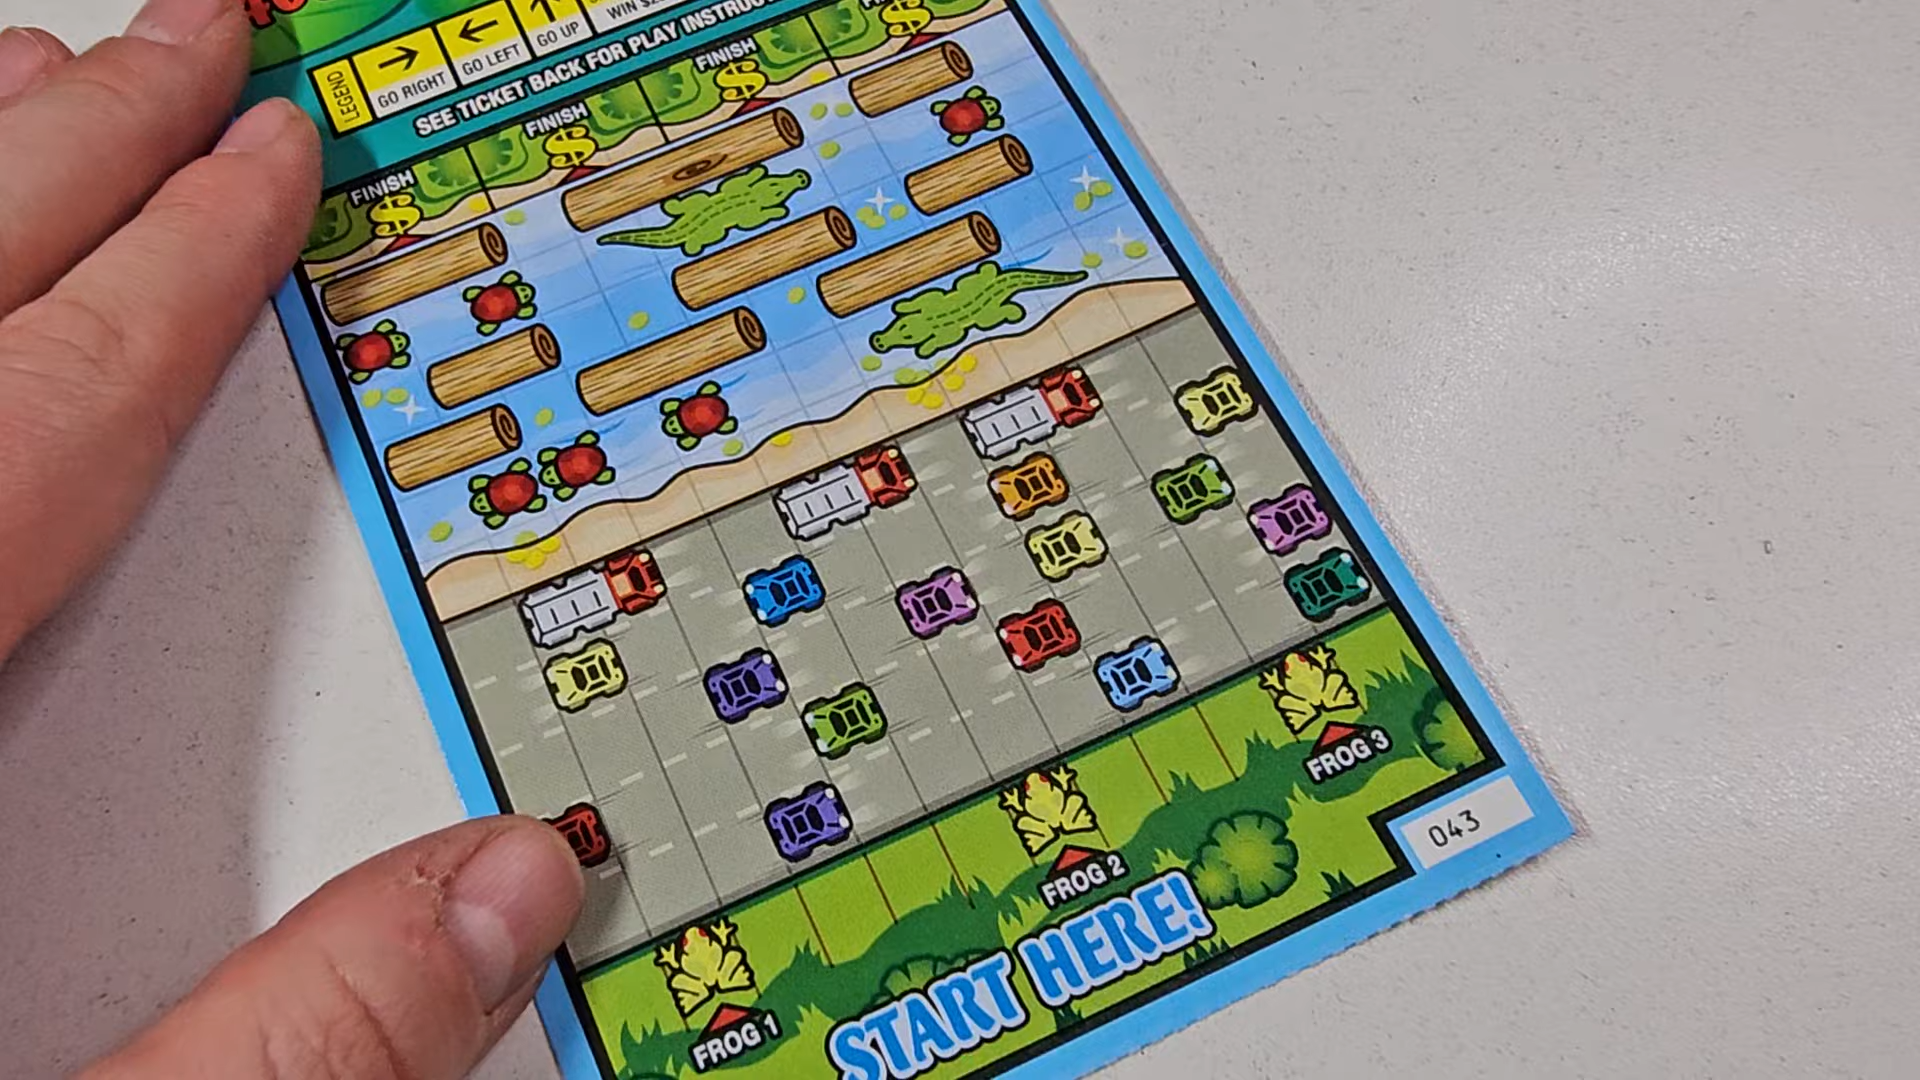 LEGEND
GO RIGHT
GO LEFT
GO UP
WIN
SEE TICKET BACK FOR PLAY
FINISH
$
FINISH
$
FINISH
$
$
FROG 3
FROG 2
FROG 1
START HERE!
043